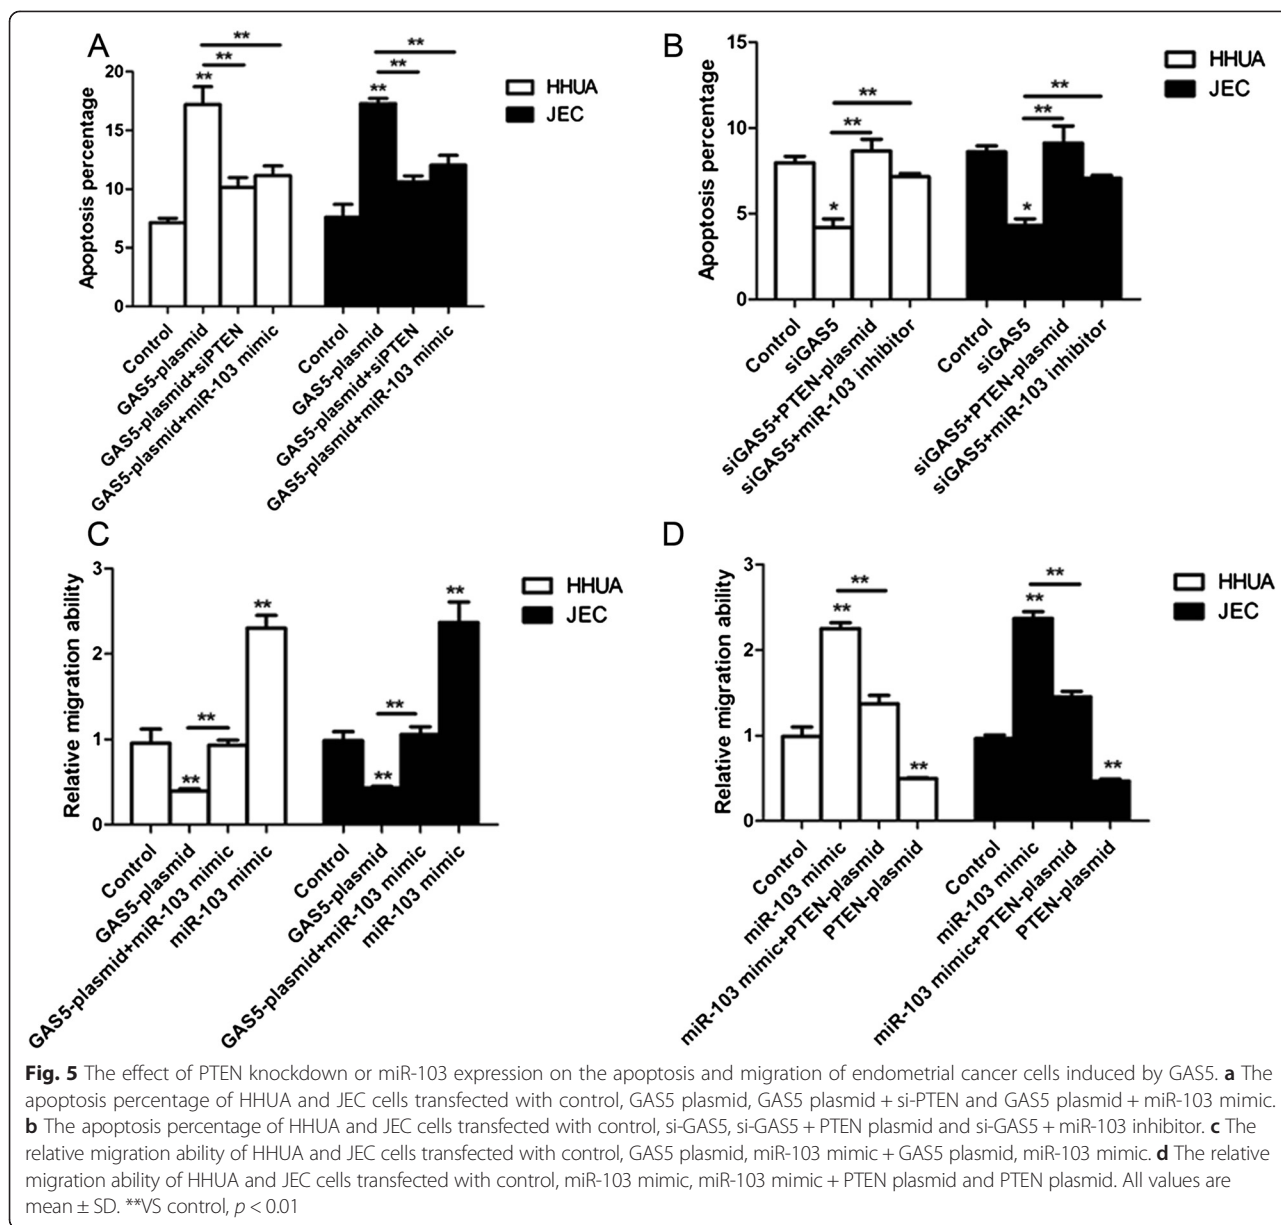 A
** **
** **
** **
20
15
10
5
0
Apoptosis percentage
HHUA
JEC
Control
GAS5-plasmid
GAS5-plasmid+siPTEN
GAS5-plasmid+miR-103 mimic
Control
GAS5-plasmid
GAS5-plasmid+siPTEN
GAS5-plasmid+miR-103 mimic
B
** **
** **
* *
15
10
5
0
Apoptosis percentage
HHUA
JEC
Control
siGAS5
siGAS5+PTEN-plasmid
siGAS5+miR-103 inhibitor
Control
siGAS5
siGAS5+PTEN-plasmid
siGAS5+miR-103 inhibitor
C
** **
** **
** **
3
2
1
0
Relative migration ability
HHUA
JEC
Control
GAS5-plasmid
GAS5-plasmid+miR-103 mimic
miR-103 mimic
Control
GAS5-plasmid
GAS5-plasmid+miR-103 mimic
miR-103 mimic
D
** **
** **
** **
3
2
1
0
Relative migration ability
HHUA
JEC
Control
miR-103 mimic
miR-103 mimic+PTEN-plasmid
PTEN-plasmid
Control
miR-103 mimic
miR-103 mimic+PTEN-plasmid
PTEN-plasmid
Fig. 5 The effect of PTEN knockdown or miR-103 expression on the apoptosis and migration of endometrial cancer cells induced by GAS5. a The
apoptosis percentage of HHUA and JEC cells transfected with control, GAS5 plasmid, GAS5 plasmid + si-PTEN and GAS5 plasmid + miR-103 mimic.
b The apoptosis percentage of HHUA and JEC cells transfected with control, si-GAS5, si-GAS5 + PTEN plasmid and si-GAS5 + miR-103 inhibitor. c The
relative migration ability of HHUA and JEC cells transfected with control, GAS5 plasmid, miR-103 mimic + GAS5 plasmid, miR-103 mimic. d The relative
migration ability of HHUA and JEC cells transfected with control, miR-103 mimic, miR-103 mimic + PTEN plasmid and PTEN plasmid. All values are
mean ± SD. **VS control, p < 0.01